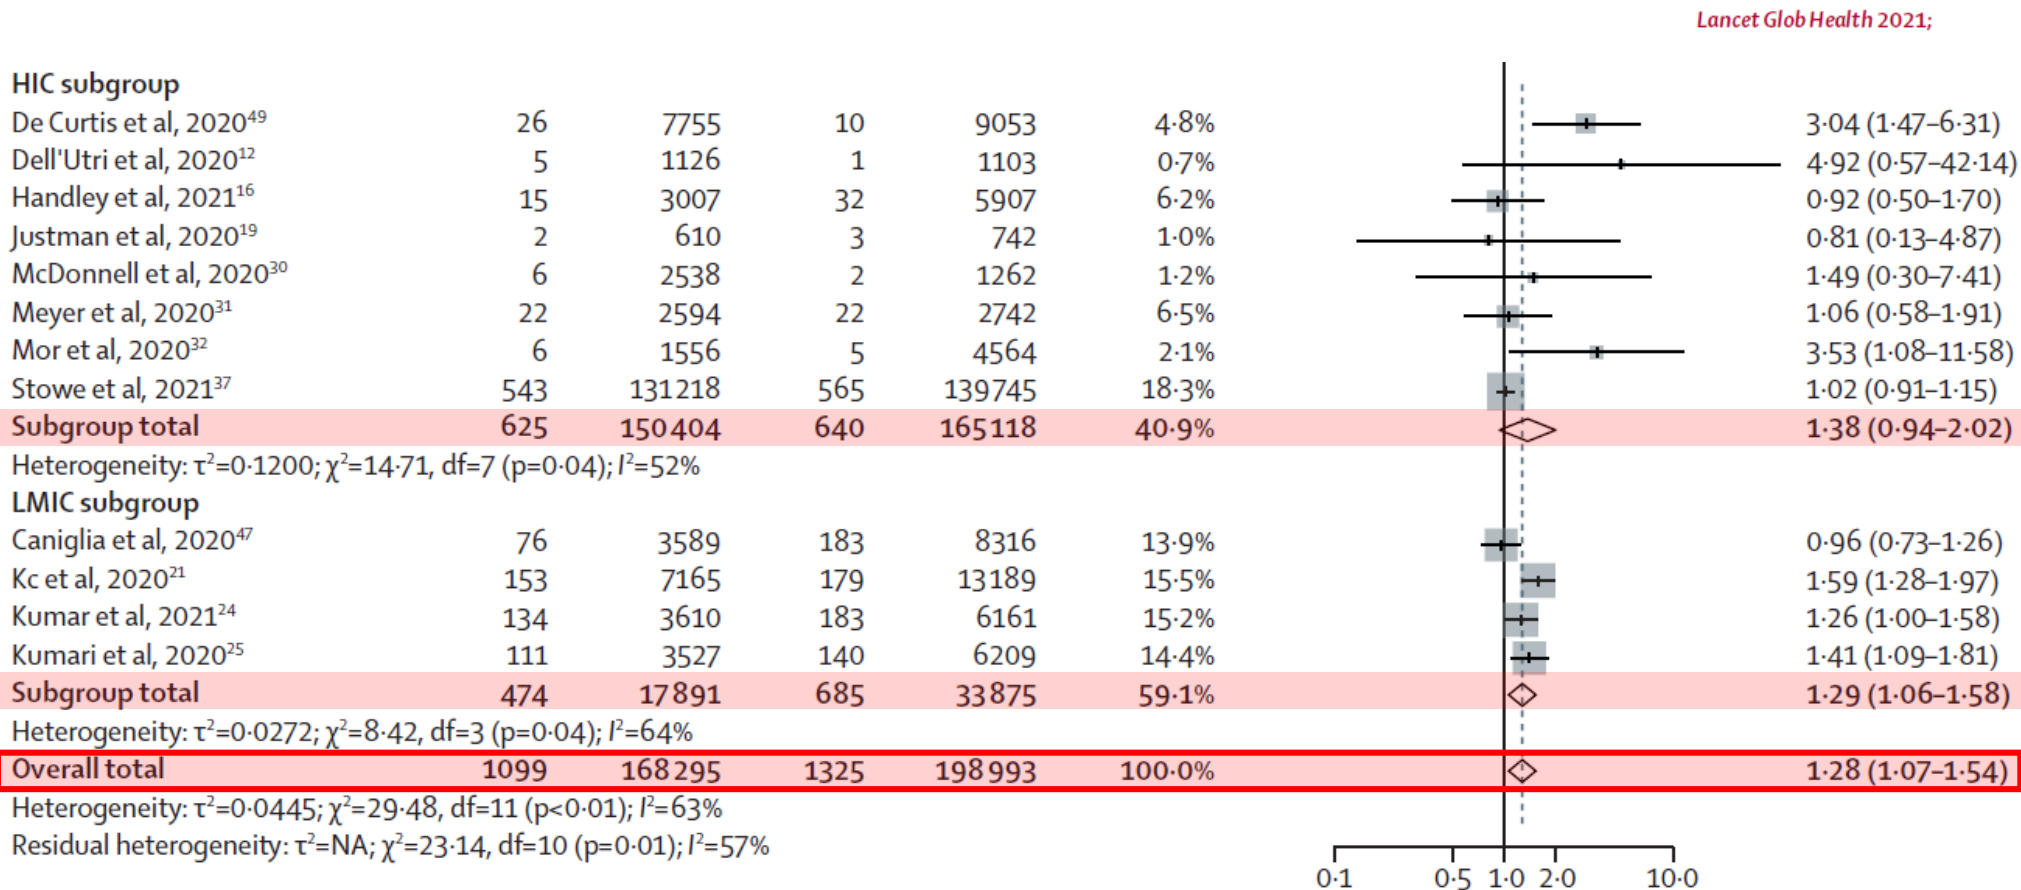 Lancet Glob Health 2021;
HIC subgroup
De Curtis et al, 2020⁴⁹ 26 7755 10 9053 4·8% 3·04 (1·47–6·31)
Dell'Utri et al, 2020¹² 5 1126 1 1103 0·7% 4·92 (0·57–42·14)
Handley et al, 2021¹⁶ 15 3007 32 5907 6·2% 0·92 (0·50–1·70)
Justman et al, 2020¹⁹ 2 610 3 742 1·0% 0·81 (0·13–4·87)
McDonnell et al, 2020³⁰ 6 2538 2 1262 1·2% 1·49 (0·30–7·41)
Meyer et al, 2020³¹ 22 2594 22 2742 6·5% 1·06 (0·58–1·91)
Mor et al, 2020³² 6 1556 5 4564 2·1% 3·53 (1·08–11·58)
Stowe et al, 2021³⁷ 543 131218 565 139745 18·3% 1·02 (0·91–1·15)
Subgroup total 625 150404 640 165118 40·9% 1·38 (0·94–2·02)
Heterogeneity: τ²=0·1200; χ²=14·71, df=7 (p=0·04); I²=52%
LMIC subgroup
Caniglia et al, 2020⁴⁷ 76 3589 183 8316 13·9% 0·96 (0·73–1·26)
Kc et al, 2020²¹ 153 7165 179 13189 15·5% 1·59 (1·28–1·97)
Kumar et al, 2021²⁴ 134 3610 183 6161 15·2% 1·26 (1·00–1·58)
Kumari et al, 2020²⁵ 111 3527 140 6209 14·4% 1·41 (1·09–1·81)
Subgroup total 474 17891 685 33875 59·1% 1·29 (1·06–1·58)
Heterogeneity: τ²=0·0272; χ²=8·42, df=3 (p=0·04); I²=64%
Overall total 1099 168295 1325 198993 100·0% 1·28 (1·07–1·54)
Heterogeneity: τ²=0·0445; χ²=29·48, df=11 (p<0·01); I²=63%
Residual heterogeneity: τ²=NA; χ²=23·14, df=10 (p=0·01); I²=57%
0·1 0·5 1·0 2·0 10·0